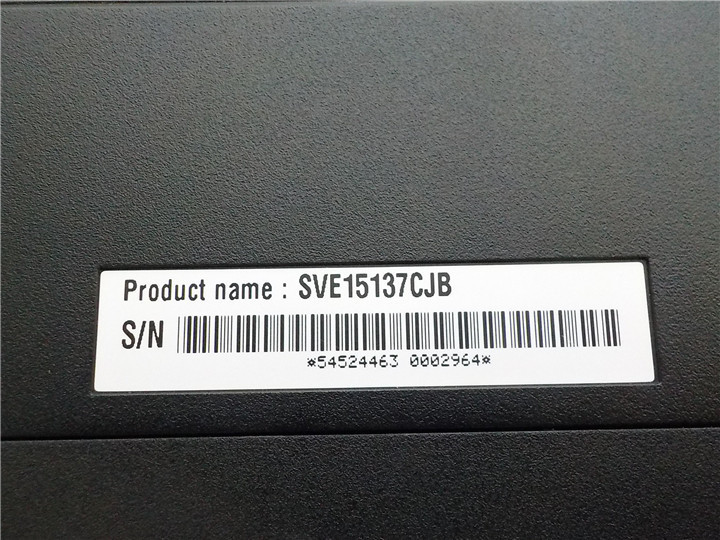 Product name : SVE15137CJB
S/N
*54524463 0002964*